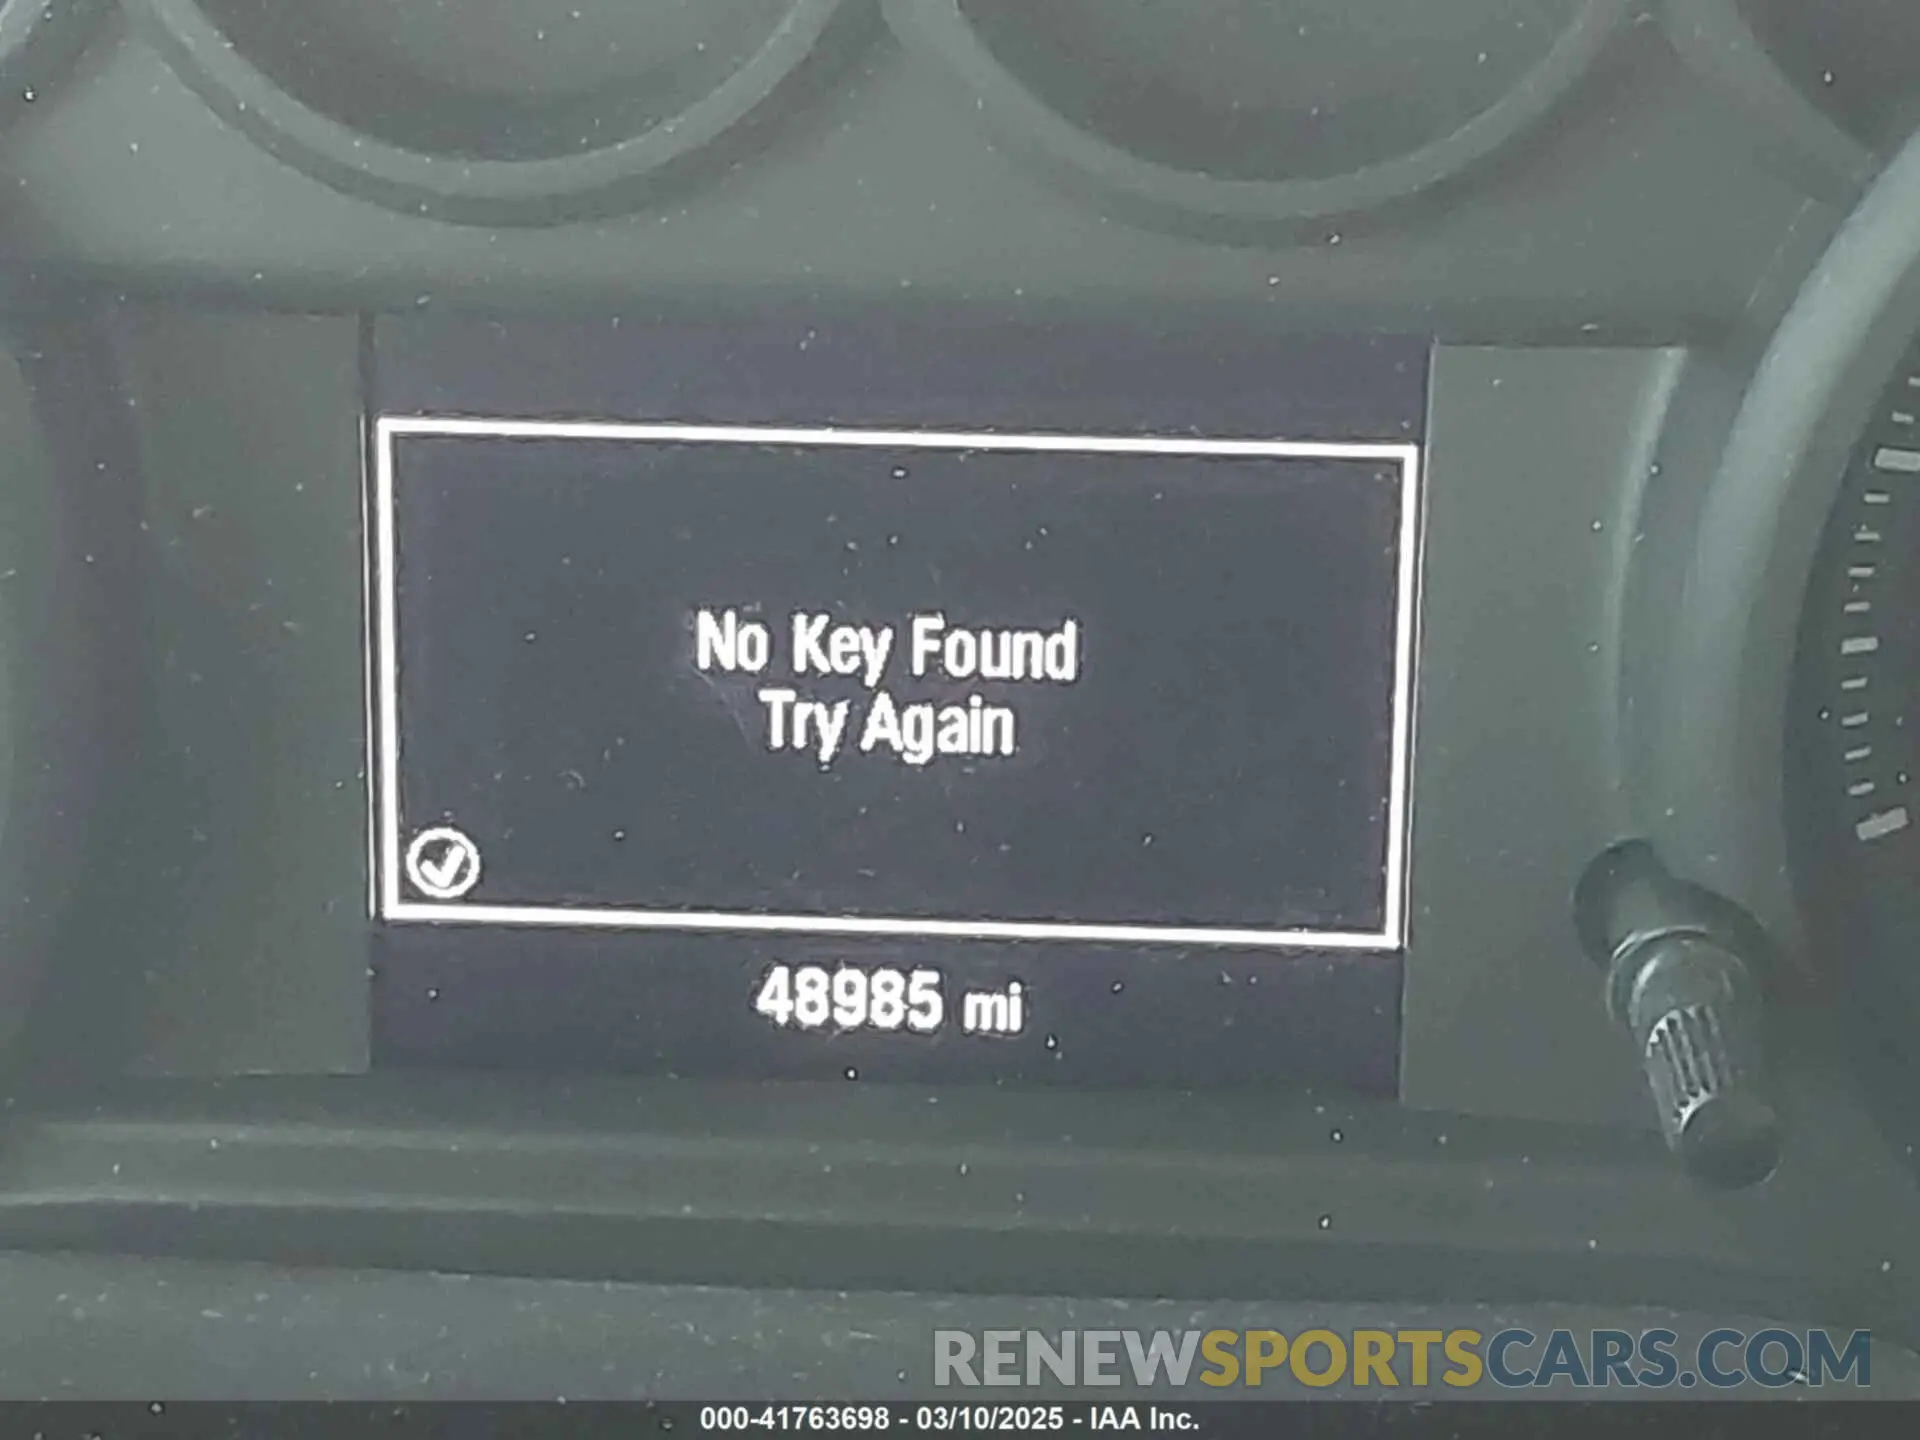 No Key Found
Try Again
48985 mi
RENEWSPORTSCARS.COM
000-41763698 - 03/10/2025 - IAA Inc.